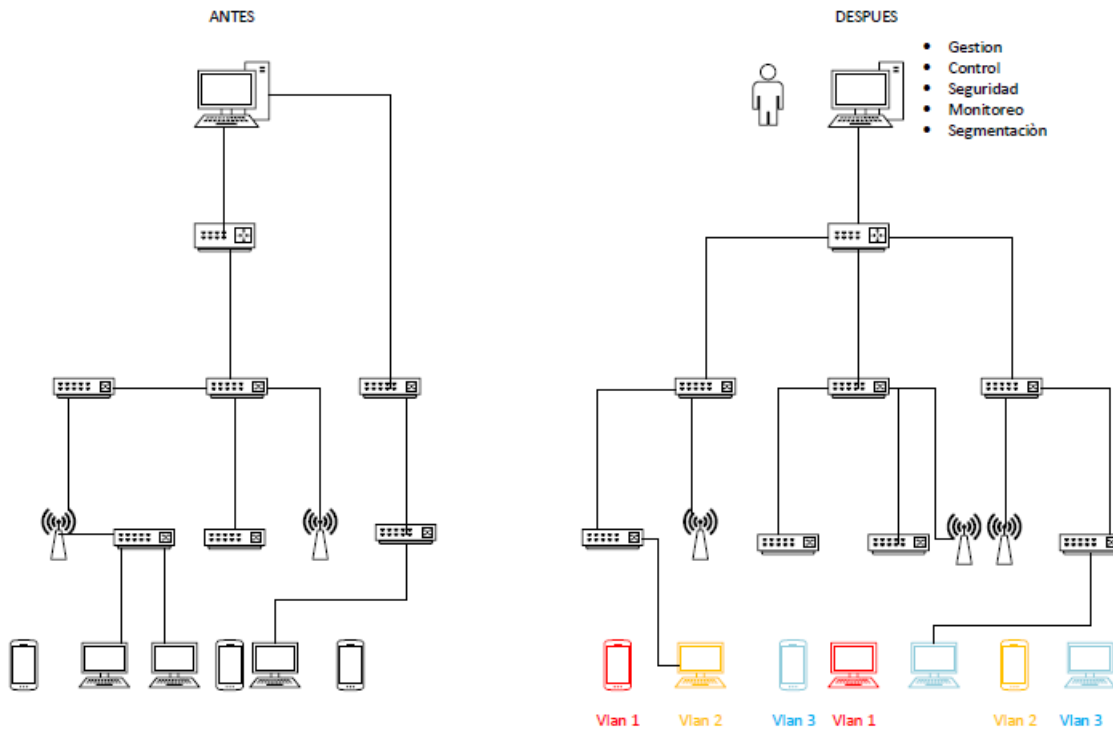 ANTES
DESPUES
• Gestion
• Control
• Seguridad
• Monitoreo
• Segmentaciòn
Vlan 1
Vlan 2
Vlan 3
Vlan 1
Vlan 2
Vlan 3